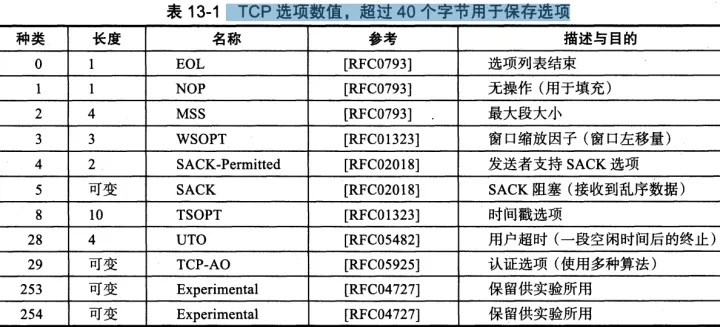 表 13-1 TCP 选项数值，超过 40 个字节用于保存选项
种类 长度 名称 参考 描述与目的
0 1 EOL [RFC0793] 选项列表结束
1 1 NOP [RFC0793] 无操作（用于填充）
2 4 MSS [RFC0793] 最大段大小
3 3 WSOPT [RFC01323] 窗口缩放因子（窗口左移量）
4 2 SACK-Permitted [RFC02018] 发送者支持 SACK 选项
5 可变 SACK [RFC02018] SACK 阻塞（接收到乱序数据）
8 10 TSOPT [RFC01323] 时间戳选项
28 4 UTO [RFC05482] 用户超时（一段空闲时间后的终止）
29 可变 TCP-AO [RFC05925] 认证选项（使用多种算法）
253 可变 Experimental [RFC04727] 保留供实验所用
254 可变 Experimental [RFC04727] 保留供实验所用